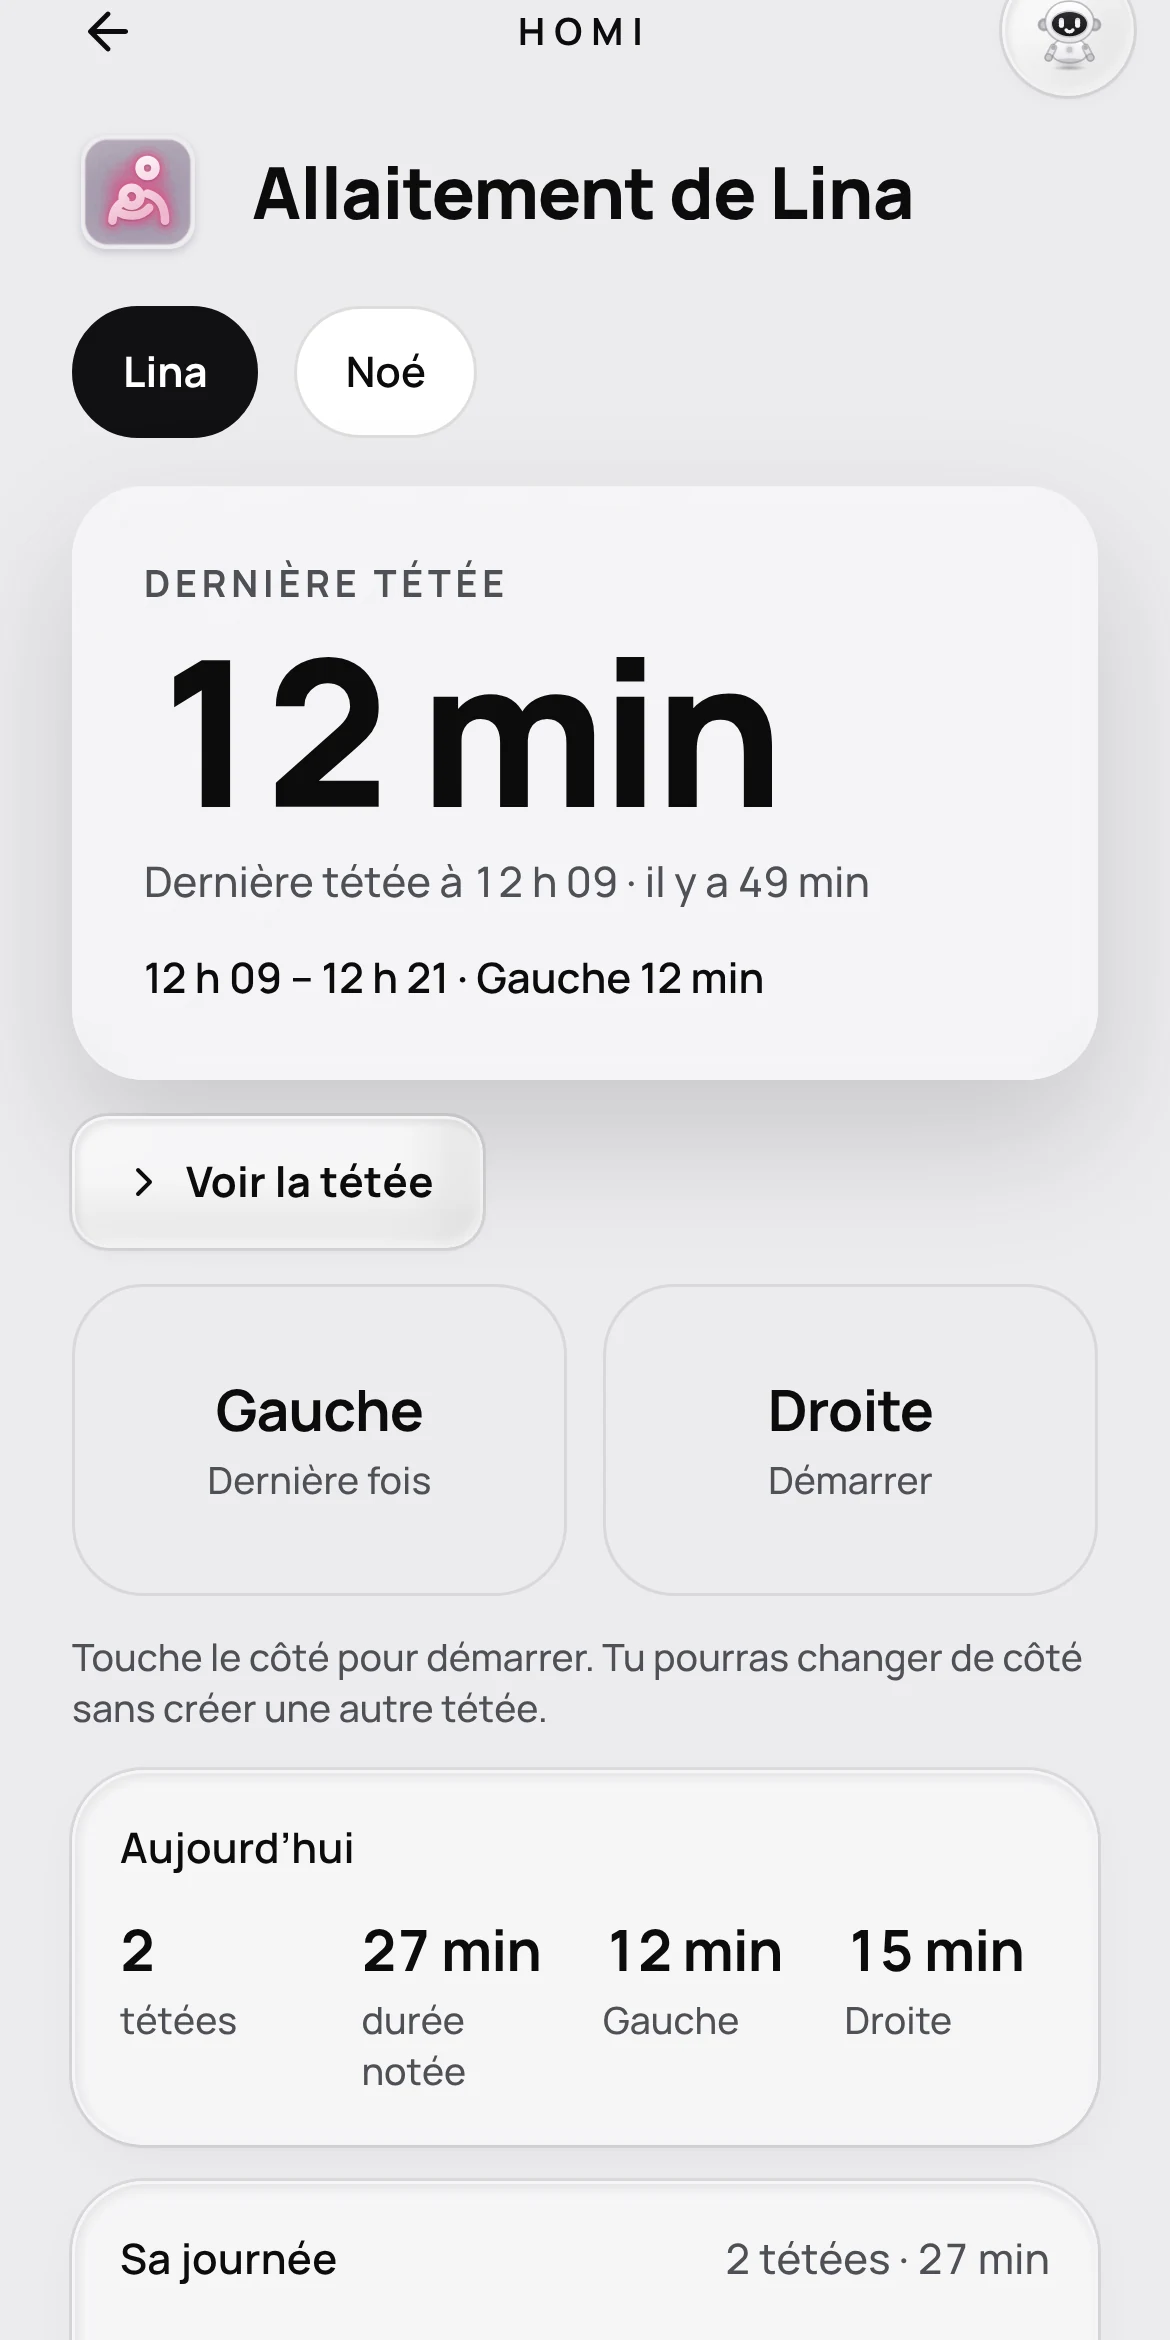 HOMI
Allaitement de Lina
Lina
Noé
DERNIÈRE TÉTÉE
12 min
Dernière tétée à 12 h 09 · il y a 49 min
12 h 09 – 12 h 21 · Gauche 12 min
Voir la tétée
Gauche
Dernière fois
Droite
Démarrer
Touche le côté pour démarrer. Tu pourras changer de côté
sans créer une autre tétée.
Aujourd’hui
2
tétées
27 min
durée
notée
12 min
Gauche
15 min
Droite
Sa journée
2 tétées · 27 min